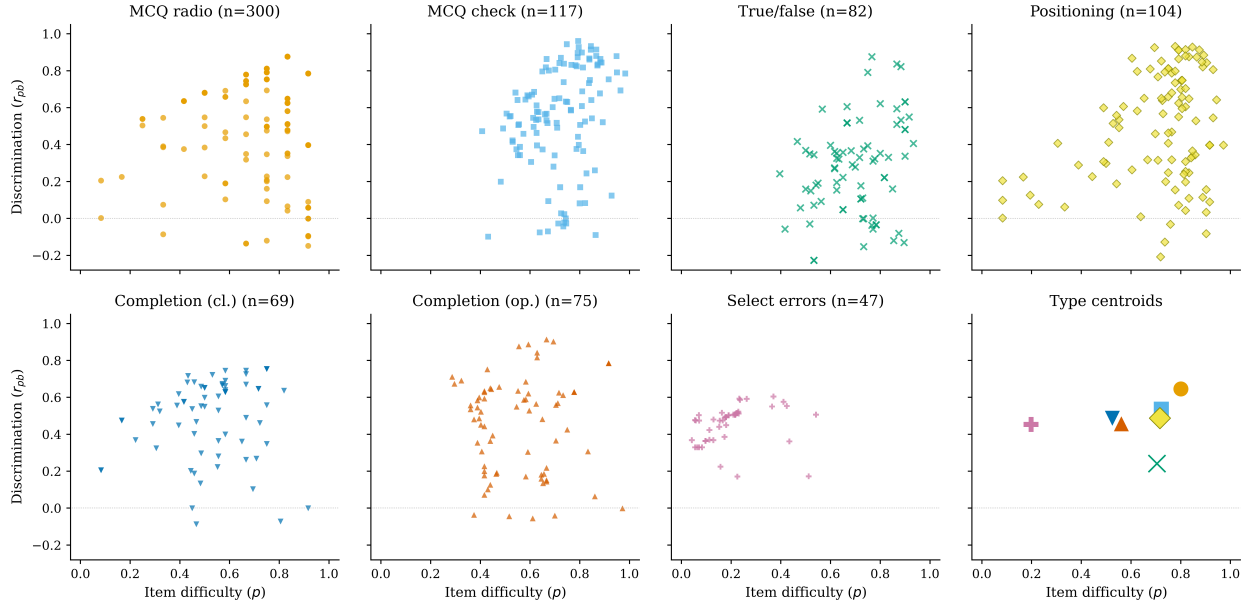 MCQ radio (n=300)
MCQ check (n=117)
True/false (n=82)
Positioning (n=104)
Discrimination (r_pb)
1.0
0.8
0.6
0.4
0.2
0.0
−0.2
Completion (cl.) (n=69)
Completion (op.) (n=75)
Select errors (n=47)
Type centroids
Discrimination (r_pb)
1.0
0.8
0.6
0.4
0.2
0.0
−0.2
0.0 0.2 0.4 0.6 0.8 1.0
0.0 0.2 0.4 0.6 0.8 1.0
0.0 0.2 0.4 0.6 0.8 1.0
0.0 0.2 0.4 0.6 0.8 1.0
Item difficulty (p)
Item difficulty (p)
Item difficulty (p)
Item difficulty (p)